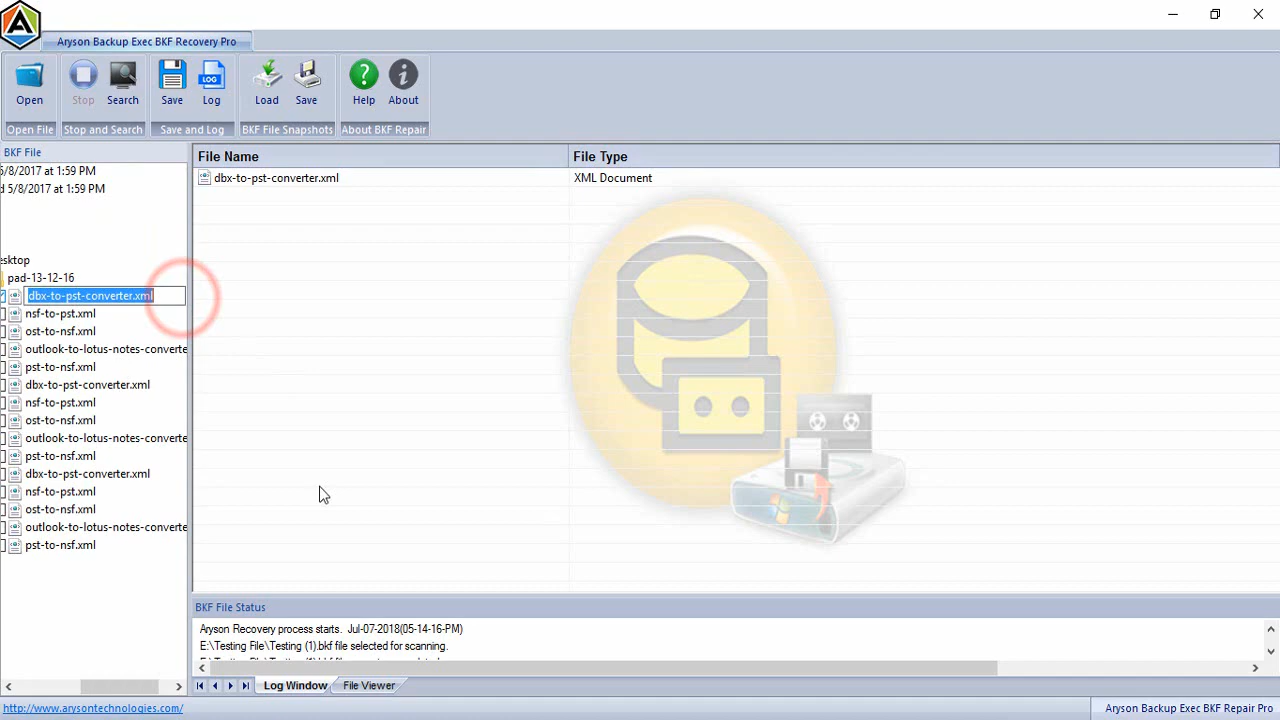 Aryson Backup Exec BKF Recovery Pro
Open
Stop
Search
Save
Log
Load
Save
Help
About
Open File
Stop and Search
Save and Log
BKF File Snapshots
About BKF Repair
BKF File
5/8/2017 at 1:59 PM
d 5/8/2017 at 1:59 PM
esktop
pad-13-12-16
dbx-to-pst-converter.xml
nsf-to-pst.xml
ost-to-nsf.xml
outlook-to-lotus-notes-converte
pst-to-nsf.xml
dbx-to-pst-converter.xml
nsf-to-pst.xml
ost-to-nsf.xml
outlook-to-lotus-notes-converte
pst-to-nsf.xml
dbx-to-pst-converter.xml
nsf-to-pst.xml
ost-to-nsf.xml
outlook-to-lotus-notes-converte
pst-to-nsf.xml
File Name File Type
dbx-to-pst-converter.xml XML Document
BKF File Status
Aryson Recovery process starts. Jul-07-2018(05-14-16-PM)
E:\Testing File\Testing (1).bkf file selected for scanning.
Log Window File Viewer
http://www.arysontechnologies.com/
Aryson Backup Exec BKF Repair Pro